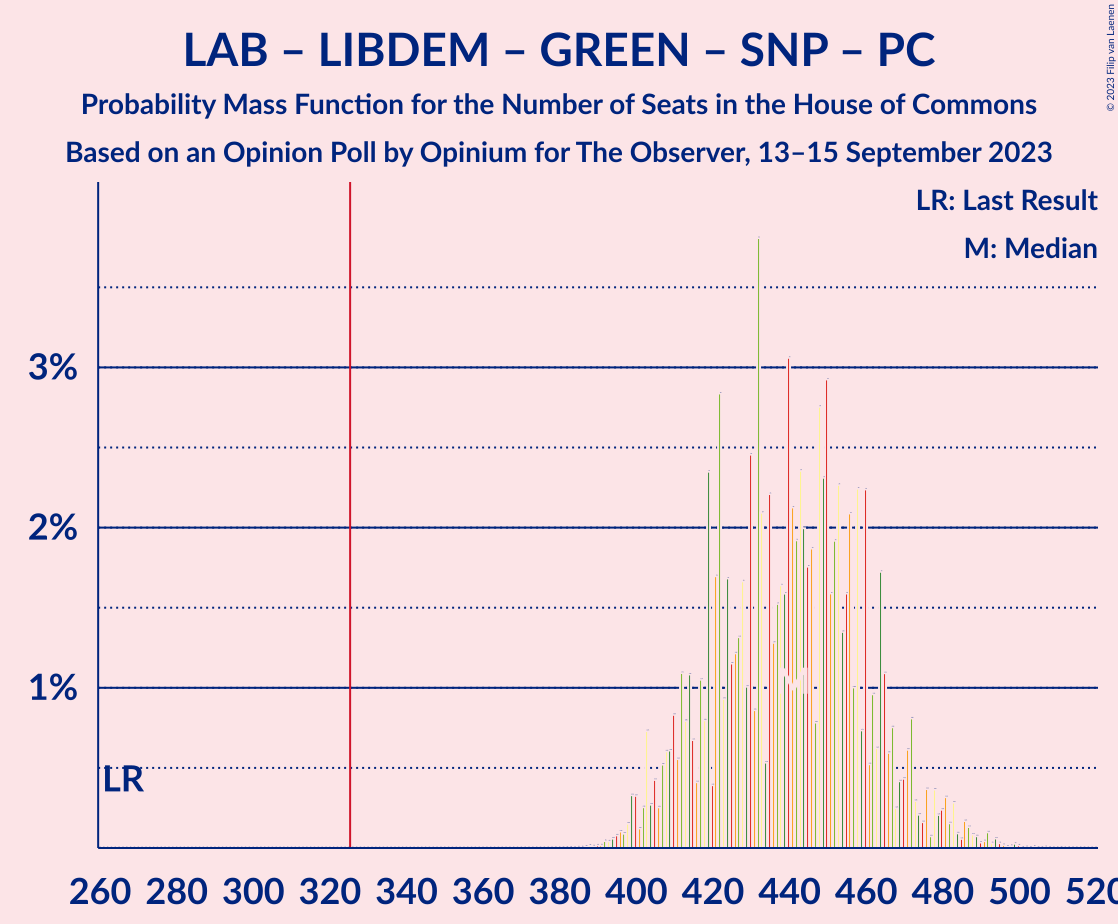 LAB – LIBDEM – GREEN – SNP – PC
Probability Mass Function for the Number of Seats in the House of Commons
Based on an Opinion Poll by Opinium for The Observer, 13–15 September 2023
© 2023 Filip van Laenen
LR: Last Result
M: Median
3%
2%
1%
LR
M
260 280 300 320 340 360 380 400 420 440 460 480 500 520